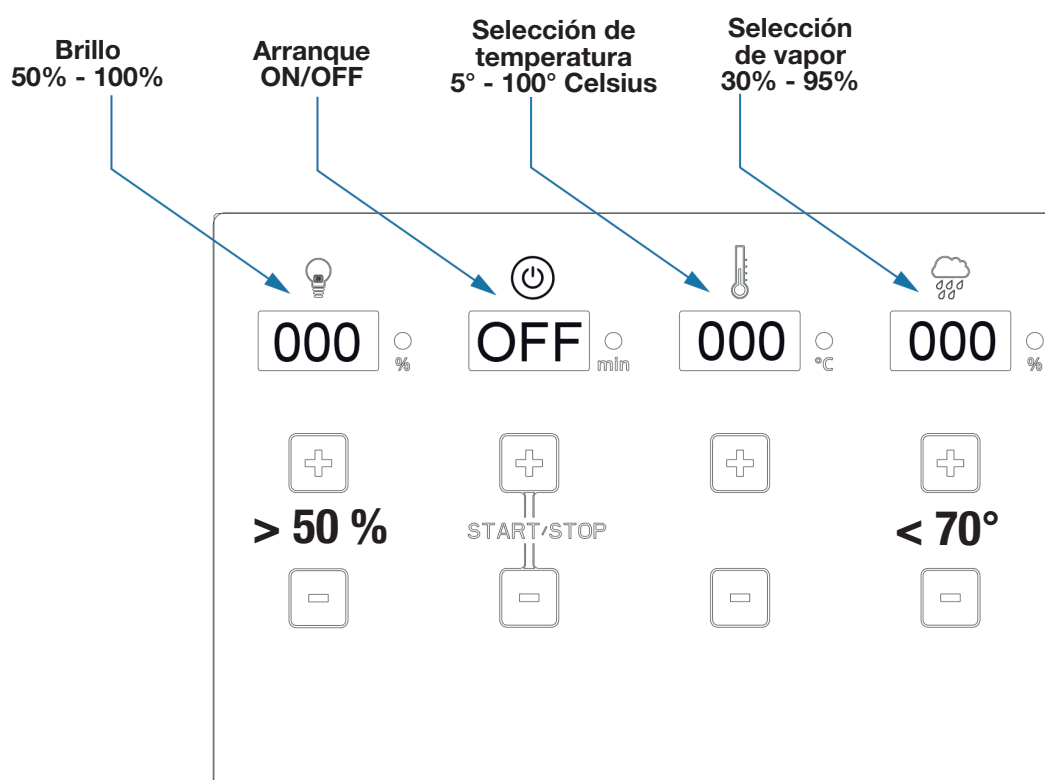 Brillo
50% - 100%
Arranque
ON/OFF
Selección de
temperatura
5° - 100° Celsius
Selección
de vapor
30% - 95%
000
%
OFF
min
000
°C
000
%
> 50 %
START/STOP
< 70°